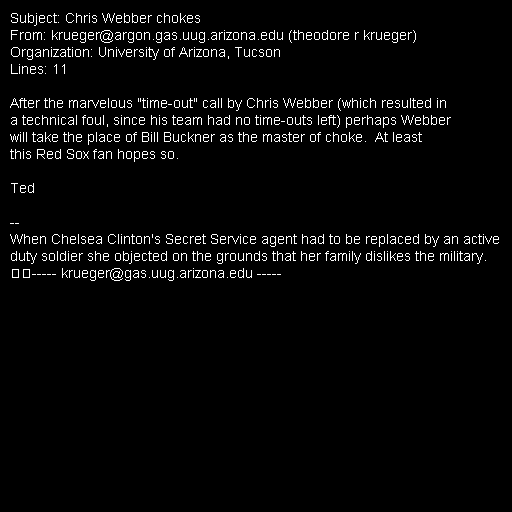 Subject: Chris Webber chokes
From: krueger@argon.gas.uug.arizona.edu (theodore r krueger)
Organization: University of Arizona, Tucson
Lines: 11

After the marvelous "time-out" call by Chris Webber (which resulted in
a technical foul, since his team had no time-outs left) perhaps Webber
will take the place of Bill Buckner as the master of choke.  At least
this Red Sox fan hopes so.

Ted

--
When Chelsea Clinton's Secret Service agent had to be replaced by an active
duty soldier she objected on the grounds that her family dislikes the military.
----- krueger@gas.uug.arizona.edu -----